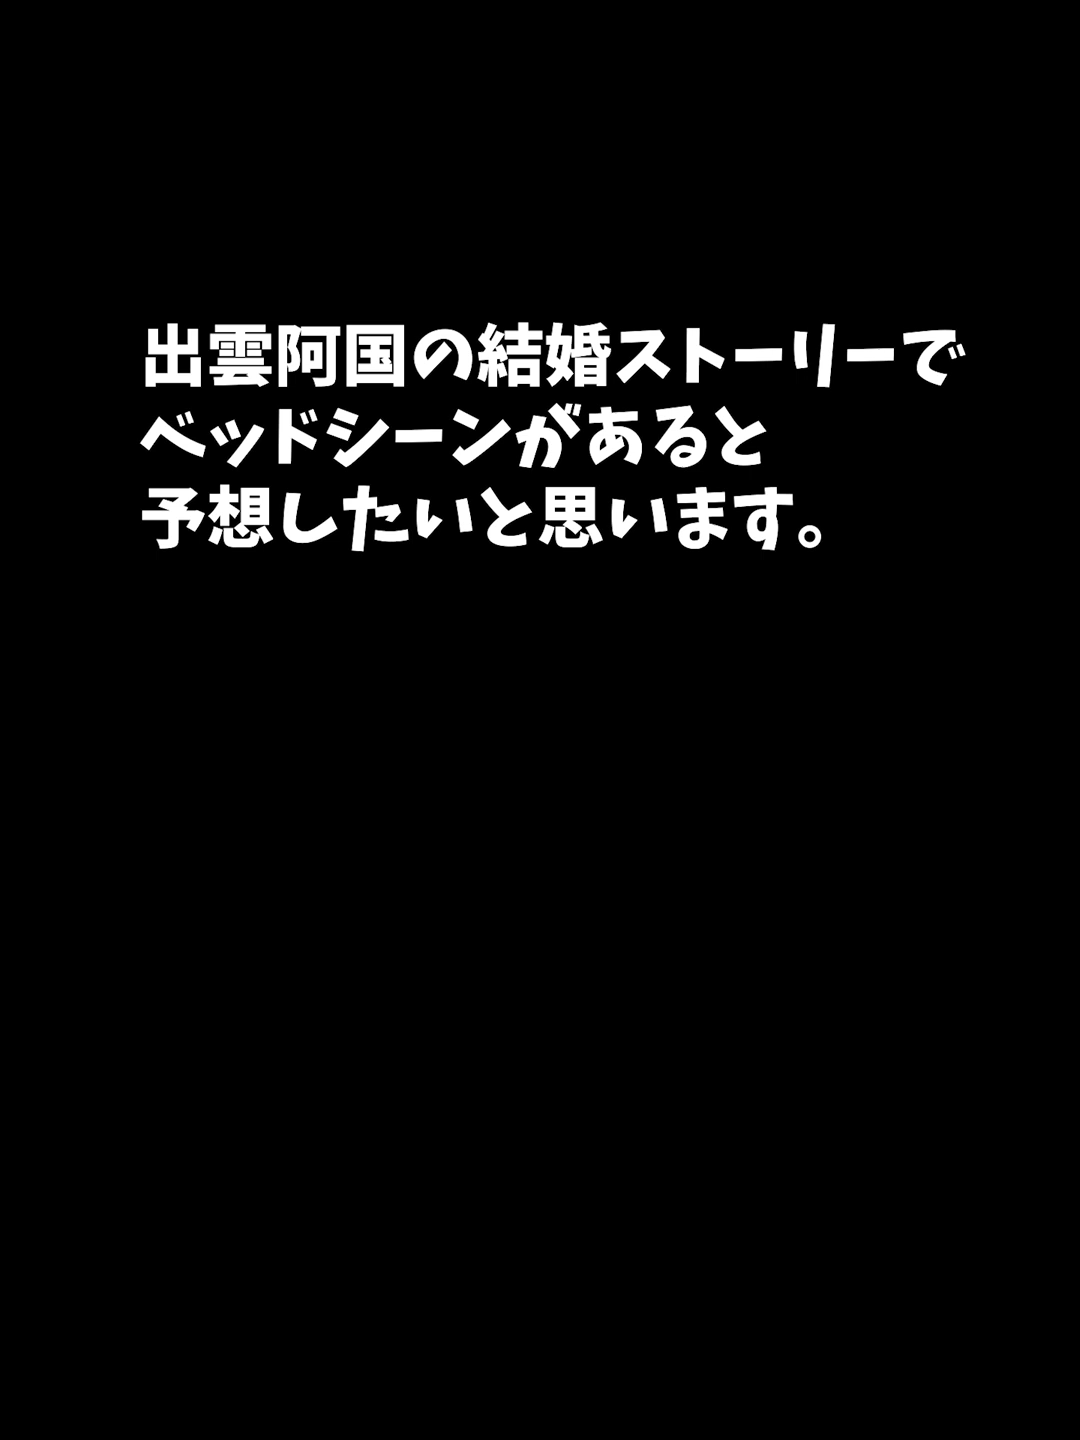 出雲阿国の結婚ストーリーで
ベッドシーンがあると
予想したいと思います。